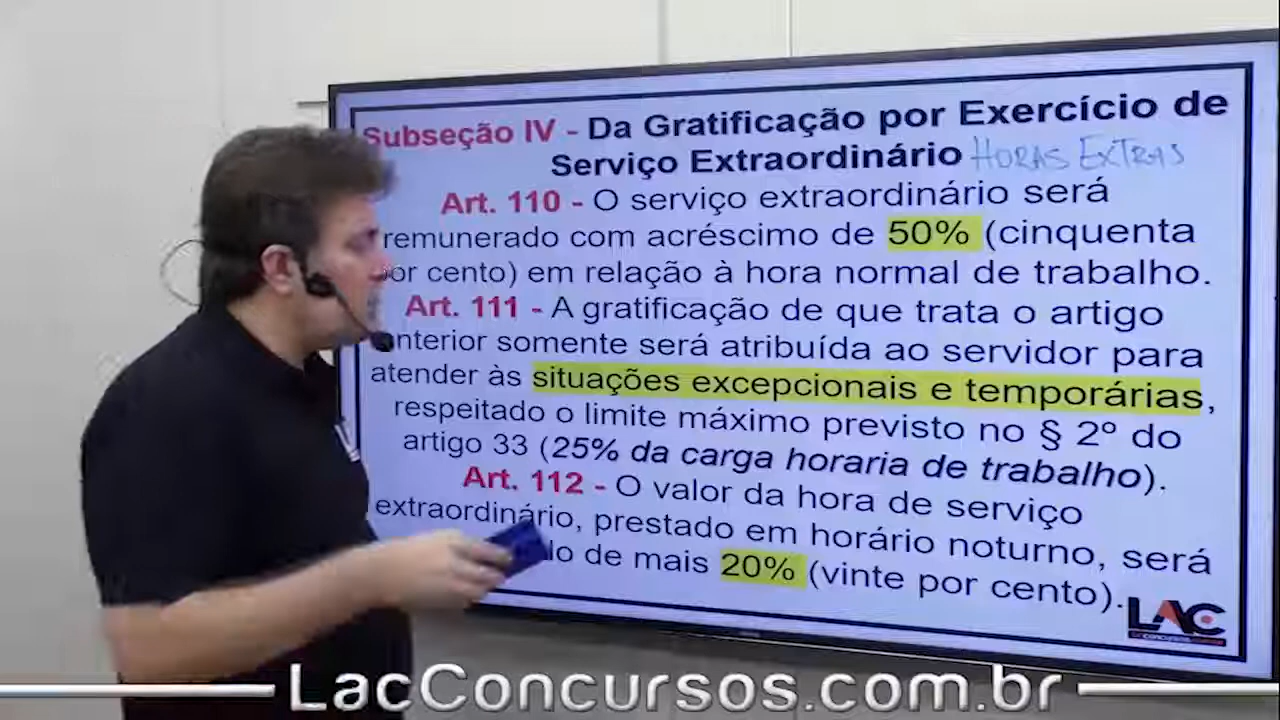 Subseção IV - Da Gratificação por Exercício de
Serviço Extraordinário HORAS EXTRAS
Art. 110 - O serviço extraordinário será
remunerado com acréscimo de 50% (cinquenta
por cento) em relação à hora normal de trabalho.
Art. 111 - A gratificação de que trata o artigo
anterior somente será atribuída ao servidor para
atender às situações excepcionais e temporárias,
respeitado o limite máximo previsto no § 2º do
artigo 33 (25% da carga horaria de trabalho).
Art. 112 - O valor da hora de serviço
extraordinário, prestado em horário noturno, será
de mais 20% (vinte por cento).
LAC
LacConcursos.com.br